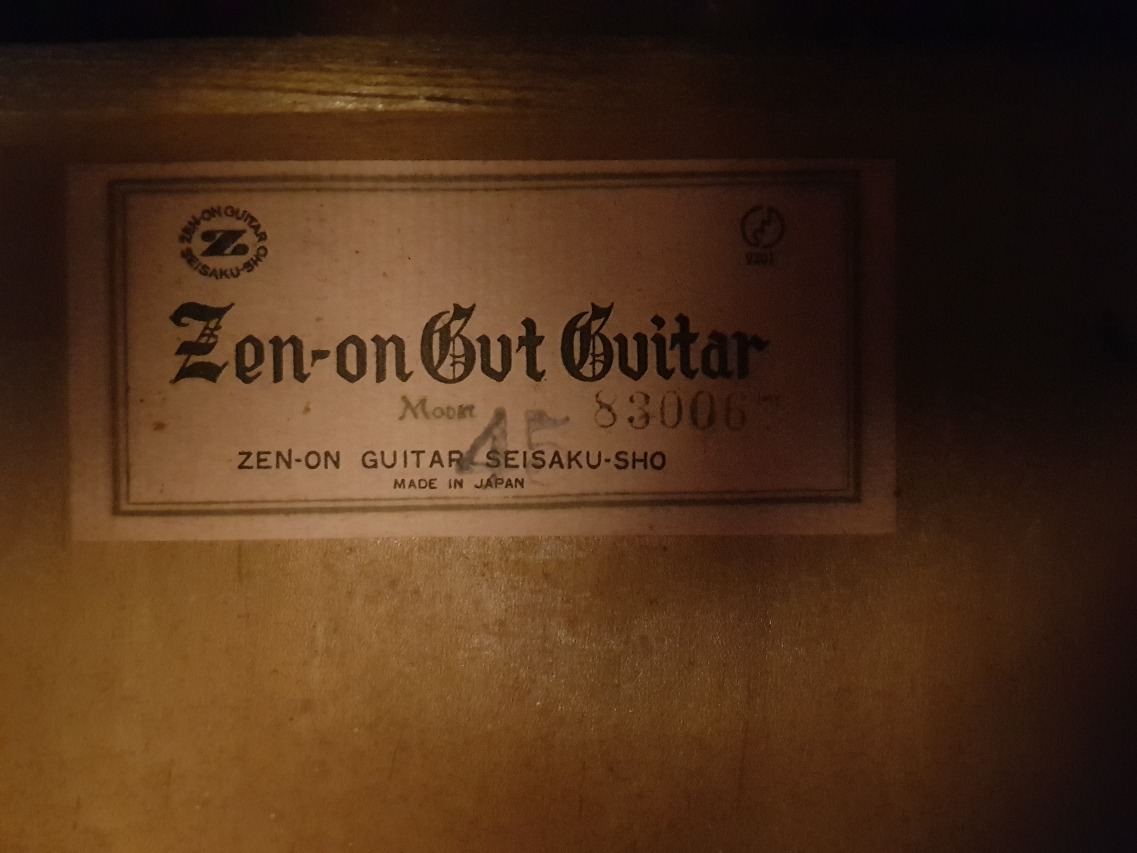 ZEN-ON GUITAR
Z
SEISAKU-SHO
Zen-on Gut Guitar
Model 45 83006
ZEN-ON GUITAR SEISAKU-SHO
MADE IN JAPAN